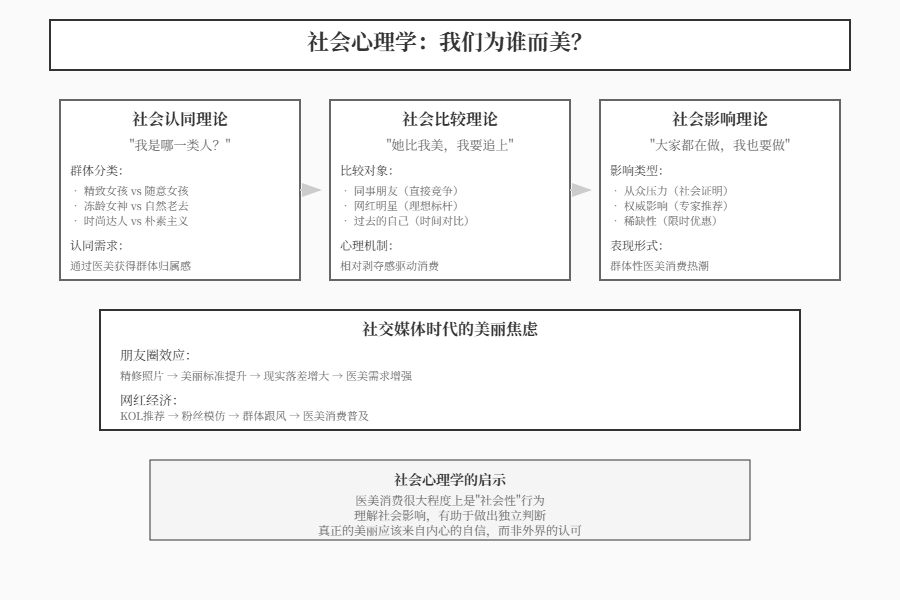 社会心理学：我们为谁而美？
社会认同理论
"我是哪一类人？"
群体分类：
· 精致女孩 vs 随意女孩
· 冻龄女神 vs 自然老去
· 时尚达人 vs 朴素主义
认同需求：
通过医美获得群体归属感
社会比较理论
"她比我美，我要追上"
比较对象：
· 同事朋友（直接竞争）
· 网红明星（理想标杆）
· 过去的自己（时间对比）
心理机制：
相对剥夺感驱动消费
社会影响理论
"大家都在做，我也要做"
影响类型：
· 从众压力（社会证明）
· 权威影响（专家推荐）
· 稀缺性（限时优惠）
表现形式：
群体性医美消费热潮
社交媒体时代的美丽焦虑
朋友圈效应：
精修照片 → 美丽标准提升 → 现实落差增大 → 医美需求增强
网红经济：
KOL推荐 → 粉丝模仿 → 群体跟风 → 医美消费普及
社会心理学的启示
医美消费很大程度上是"社会性"行为
理解社会影响，有助于做出独立判断
真正的美丽应该来自内心的自信，而非外界的认可